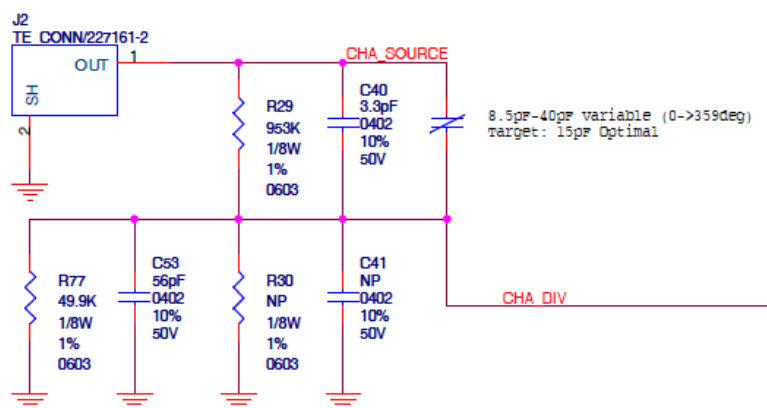 J2
TE_CONN/227161-2
OUT
1
SH
2
CHA_SOURCE
R29
953K
1/8W
1%
0603
C40
3.3pF
0402
10%
50V
8.5pF-40pF variable (0->359deg)
Target: 15pF Optimal
R77
49.9K
1/8W
1%
0603
C53
56pF
0402
10%
50V
R30
NP
1/8W
1%
0603
C41
NP
0402
10%
50V
CHA_DIV